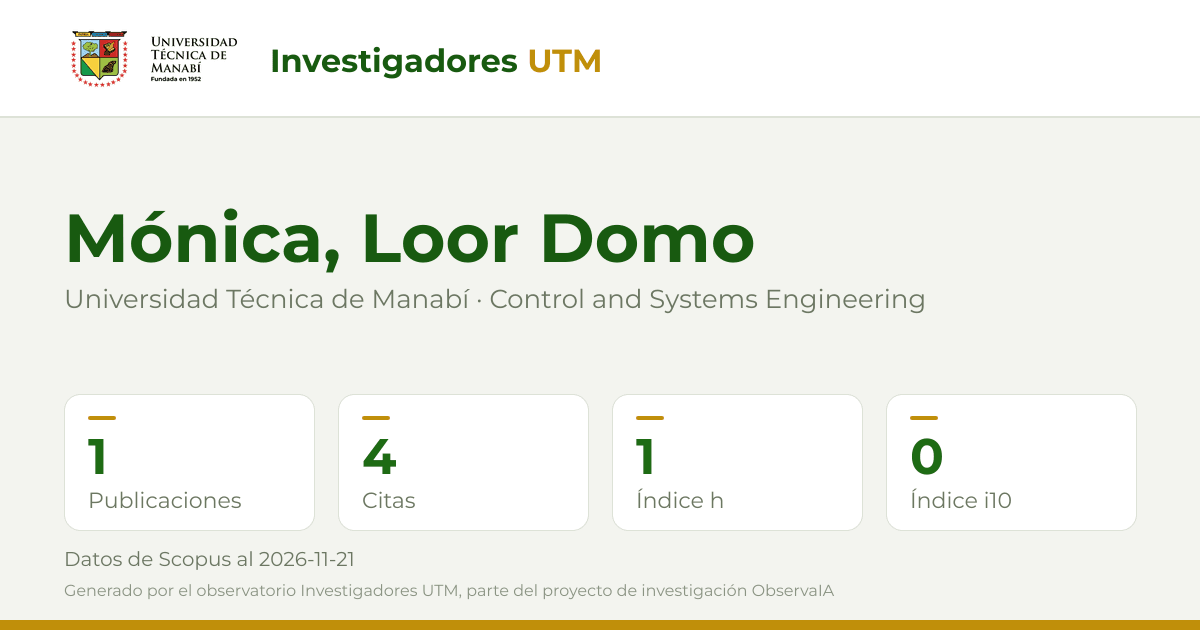 UNIVERSIDAD
TÉCNICA DE
MANABÍ
Fundada en 1952
Investigadores UTM
Mónica, Loor Domo
Universidad Técnica de Manabí · Control and Systems Engineering
1
Publicaciones
4
Citas
1
Índice h
0
Índice i10
Datos de Scopus al 2026-11-21
Generado por el observatorio Investigadores UTM, parte del proyecto de investigación ObservaIA